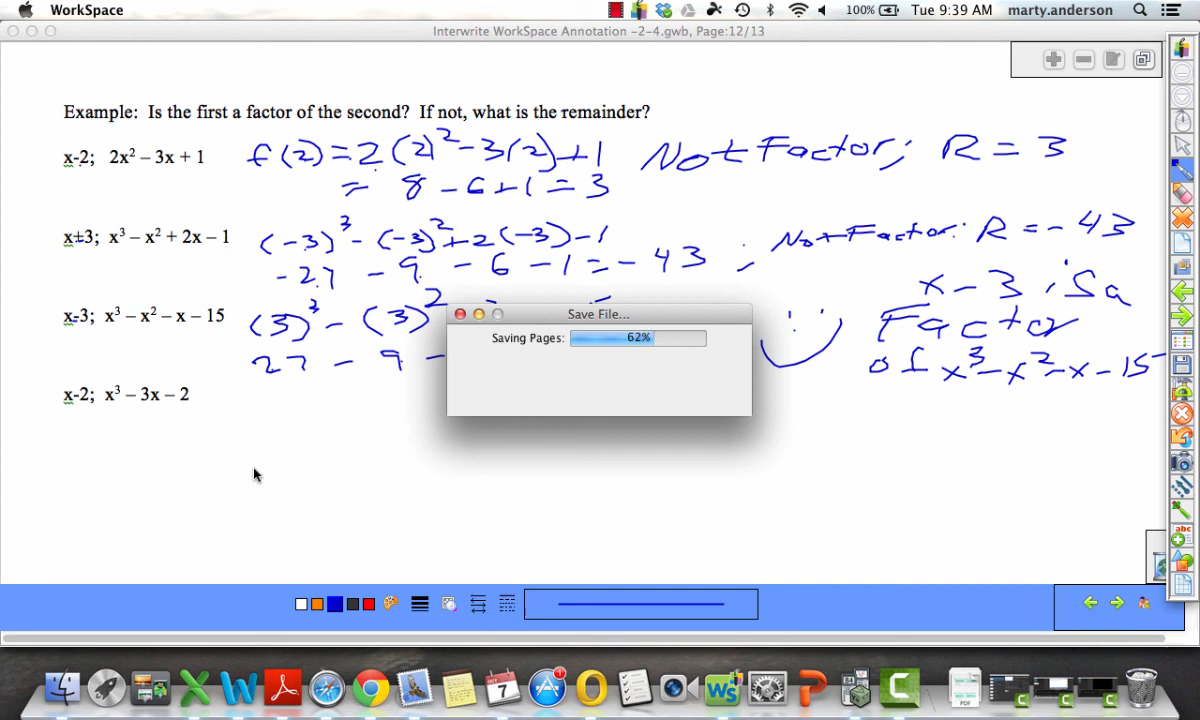 WorkSpace 100% Tue 9:39 AM marty.anderson
Interwrite WorkSpace Annotation -2-4.gwb, Page:12/13
Example: Is the first a factor of the second? If not, what is the remainder?
x-2; 2x² – 3x + 1 f(2) = 2(2)² - 3(2) + 1 Not Factor; R = 3
= 8 - 6 + 1 = 3
x+3; x³ – x² + 2x – 1 (-3)³ - (-3)² + 2(-3) - 1 Not Factor: R = - 43
-27 - 9 - 6 - 1 = - 43 ;
x-3; x³ – x² – x – 15 (3)³ - (3)² x - 3 is a
Factor
27 - 9 - of x³ - x² - x - 15
Save File...
Saving Pages: 62%
x-2; x³ – 3x – 2
abc
7
W
WS
P
C
PDF